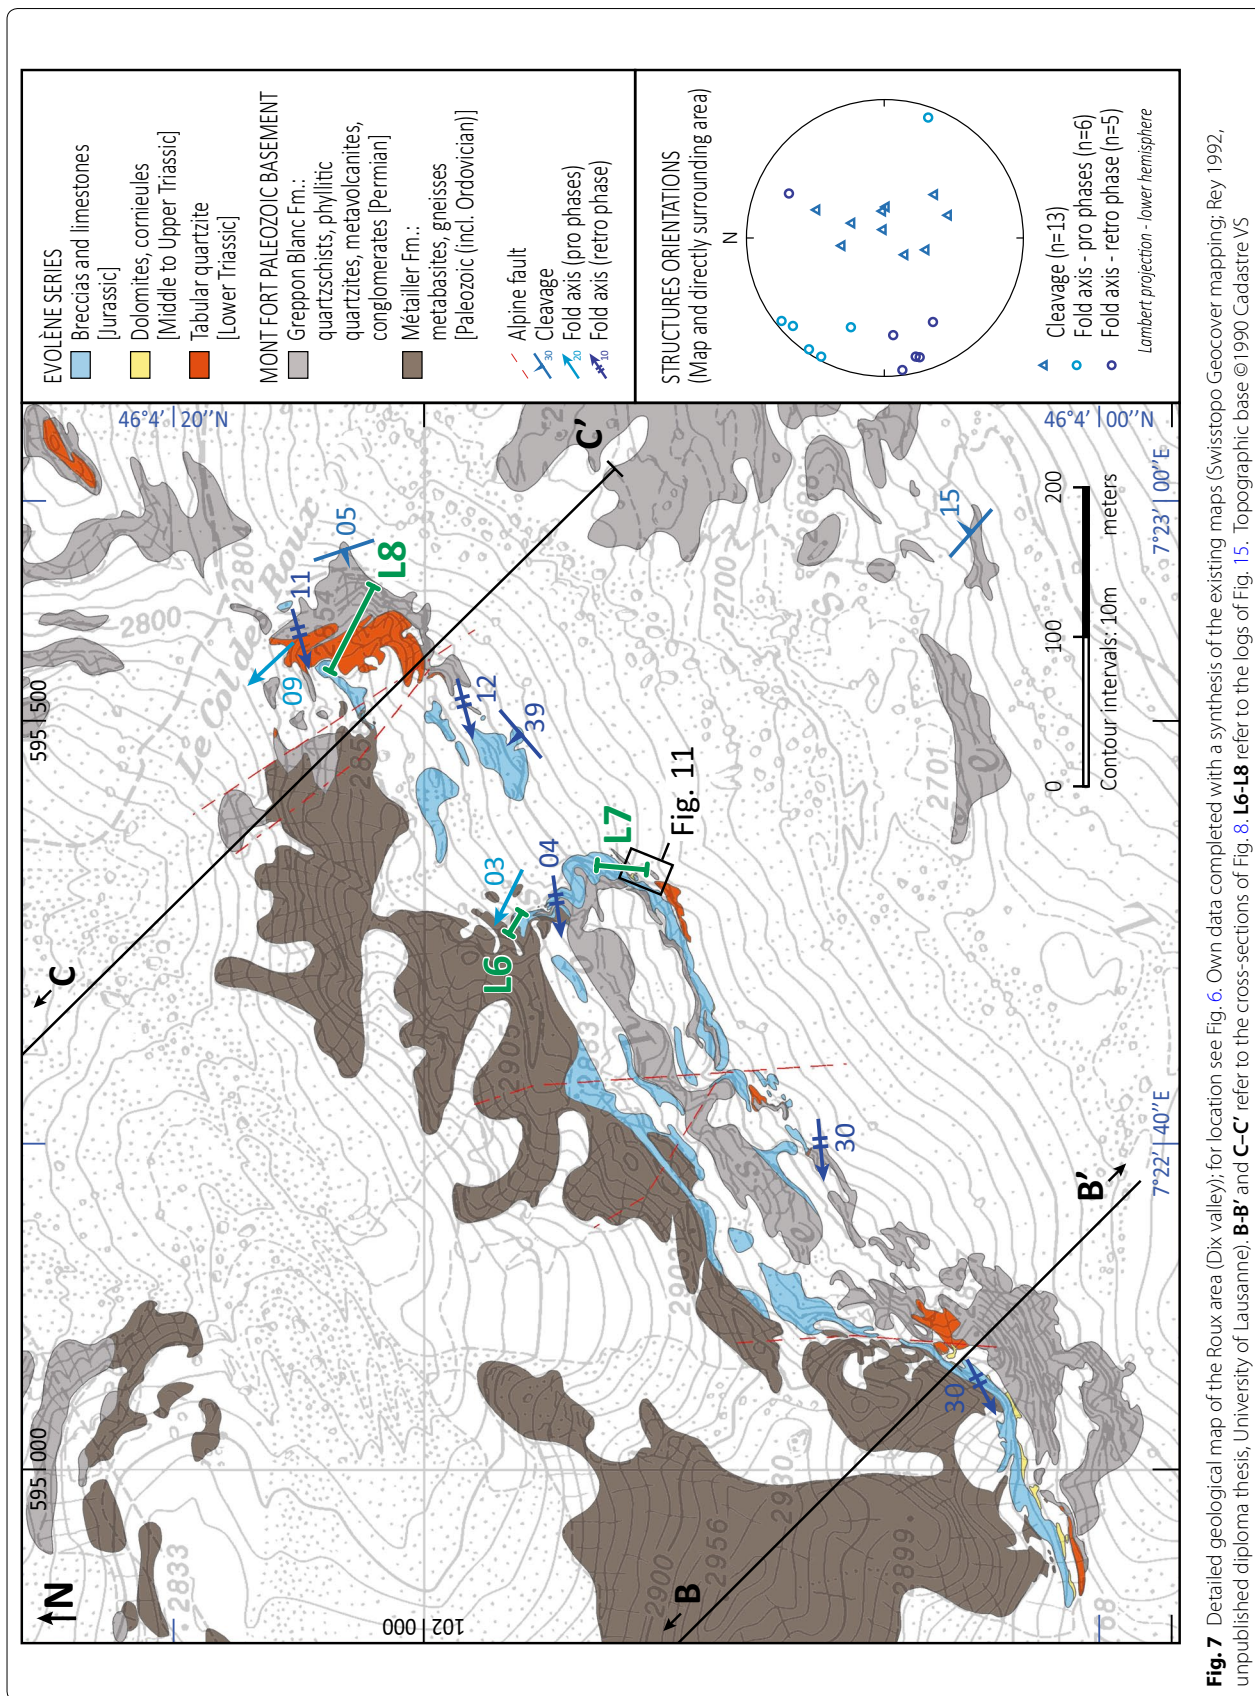 N
595 000
595 500
46°4' 20''N
46°4' 00''N
7°22' 40''E
7°23' 00''E
102 000
B
B'
C
C'
L6
L7
L8
Fig. 11
09
11
05
12
39
03
04
30
30
15
2833
2900
2956
2930
2899
2905
2800
2700
2701
Le Col de Roux
0 100 200
meters
Contour intervals: 10m
EVOLÈNE SERIES
Breccias and limestones
[Jurassic]
Dolomites, cornieules
[Middle to Upper Triassic]
Tabular quartzite
[Lower Triassic]
MONT FORT PALEOZOIC BASEMENT
Greppon Blanc Fm.:
quartzschists, phyllitic
quartzites, metavolcanites,
conglomerates [Permian]
Métailler Fm.:
metabasites, gneisses
[Paleozoic (incl. Ordovician)]
Alpine fault
30 Cleavage
20 Fold axis (pro phases)
10 Fold axis (retro phase)
STRUCTURES ORIENTATIONS
(Map and directly surrounding area)
N
Cleavage (n=13)
Fold axis - pro phases (n=6)
Fold axis - retro phase (n=5)
Lambert projection - lower hemisphere
Fig. 7 Detailed geological map of the Roux area (Dix valley); for location see Fig. 6. Own data completed with a synthesis of the existing maps (Swisstopo Geocover mapping; Rey 1992,
unpublished diploma thesis, University of Lausanne). B-B' and C–C' refer to the cross-sections of Fig. 8. L6-L8 refer to the logs of Fig. 15. Topographic base ©1990 Cadastre VS